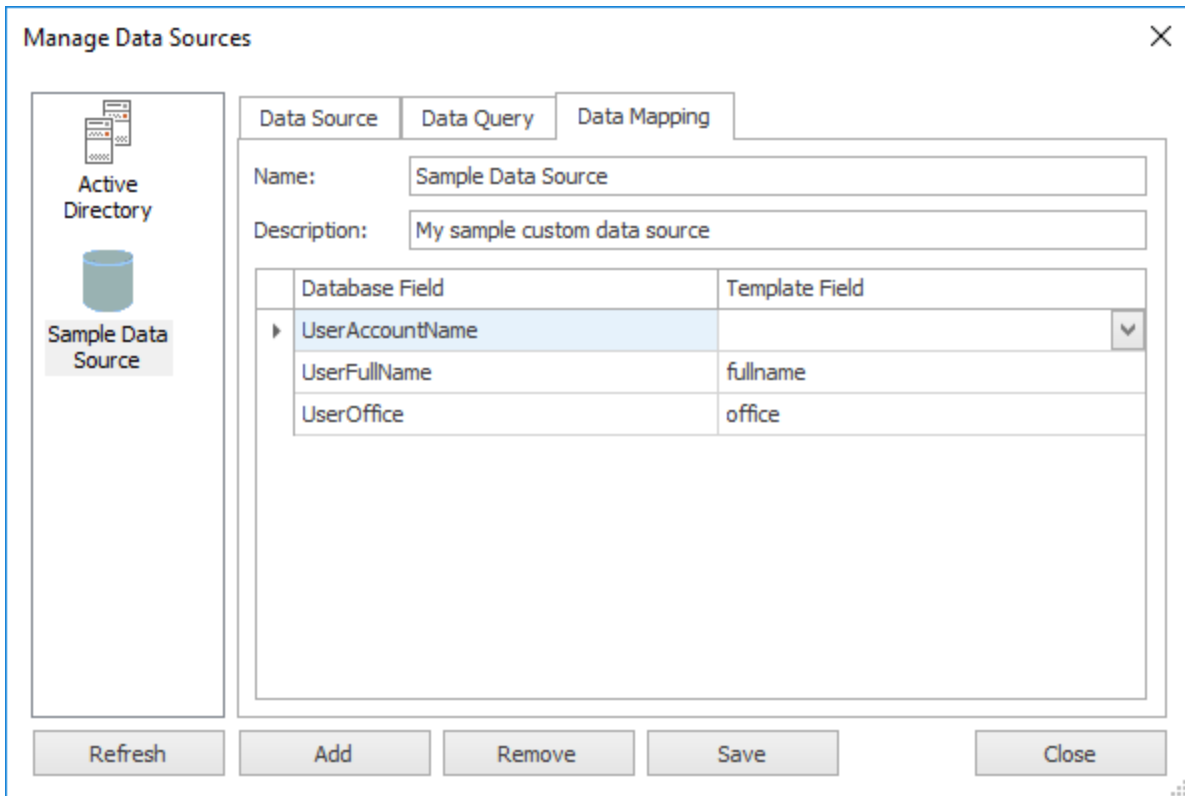 Manage Data Sources
Active
Directory
Sample Data
Source
Data Source Data Query Data Mapping
Name: Sample Data Source
Description: My sample custom data source
Database Field Template Field
UserAccountName
UserFullName fullname
UserOffice office
Refresh Add Remove Save Close